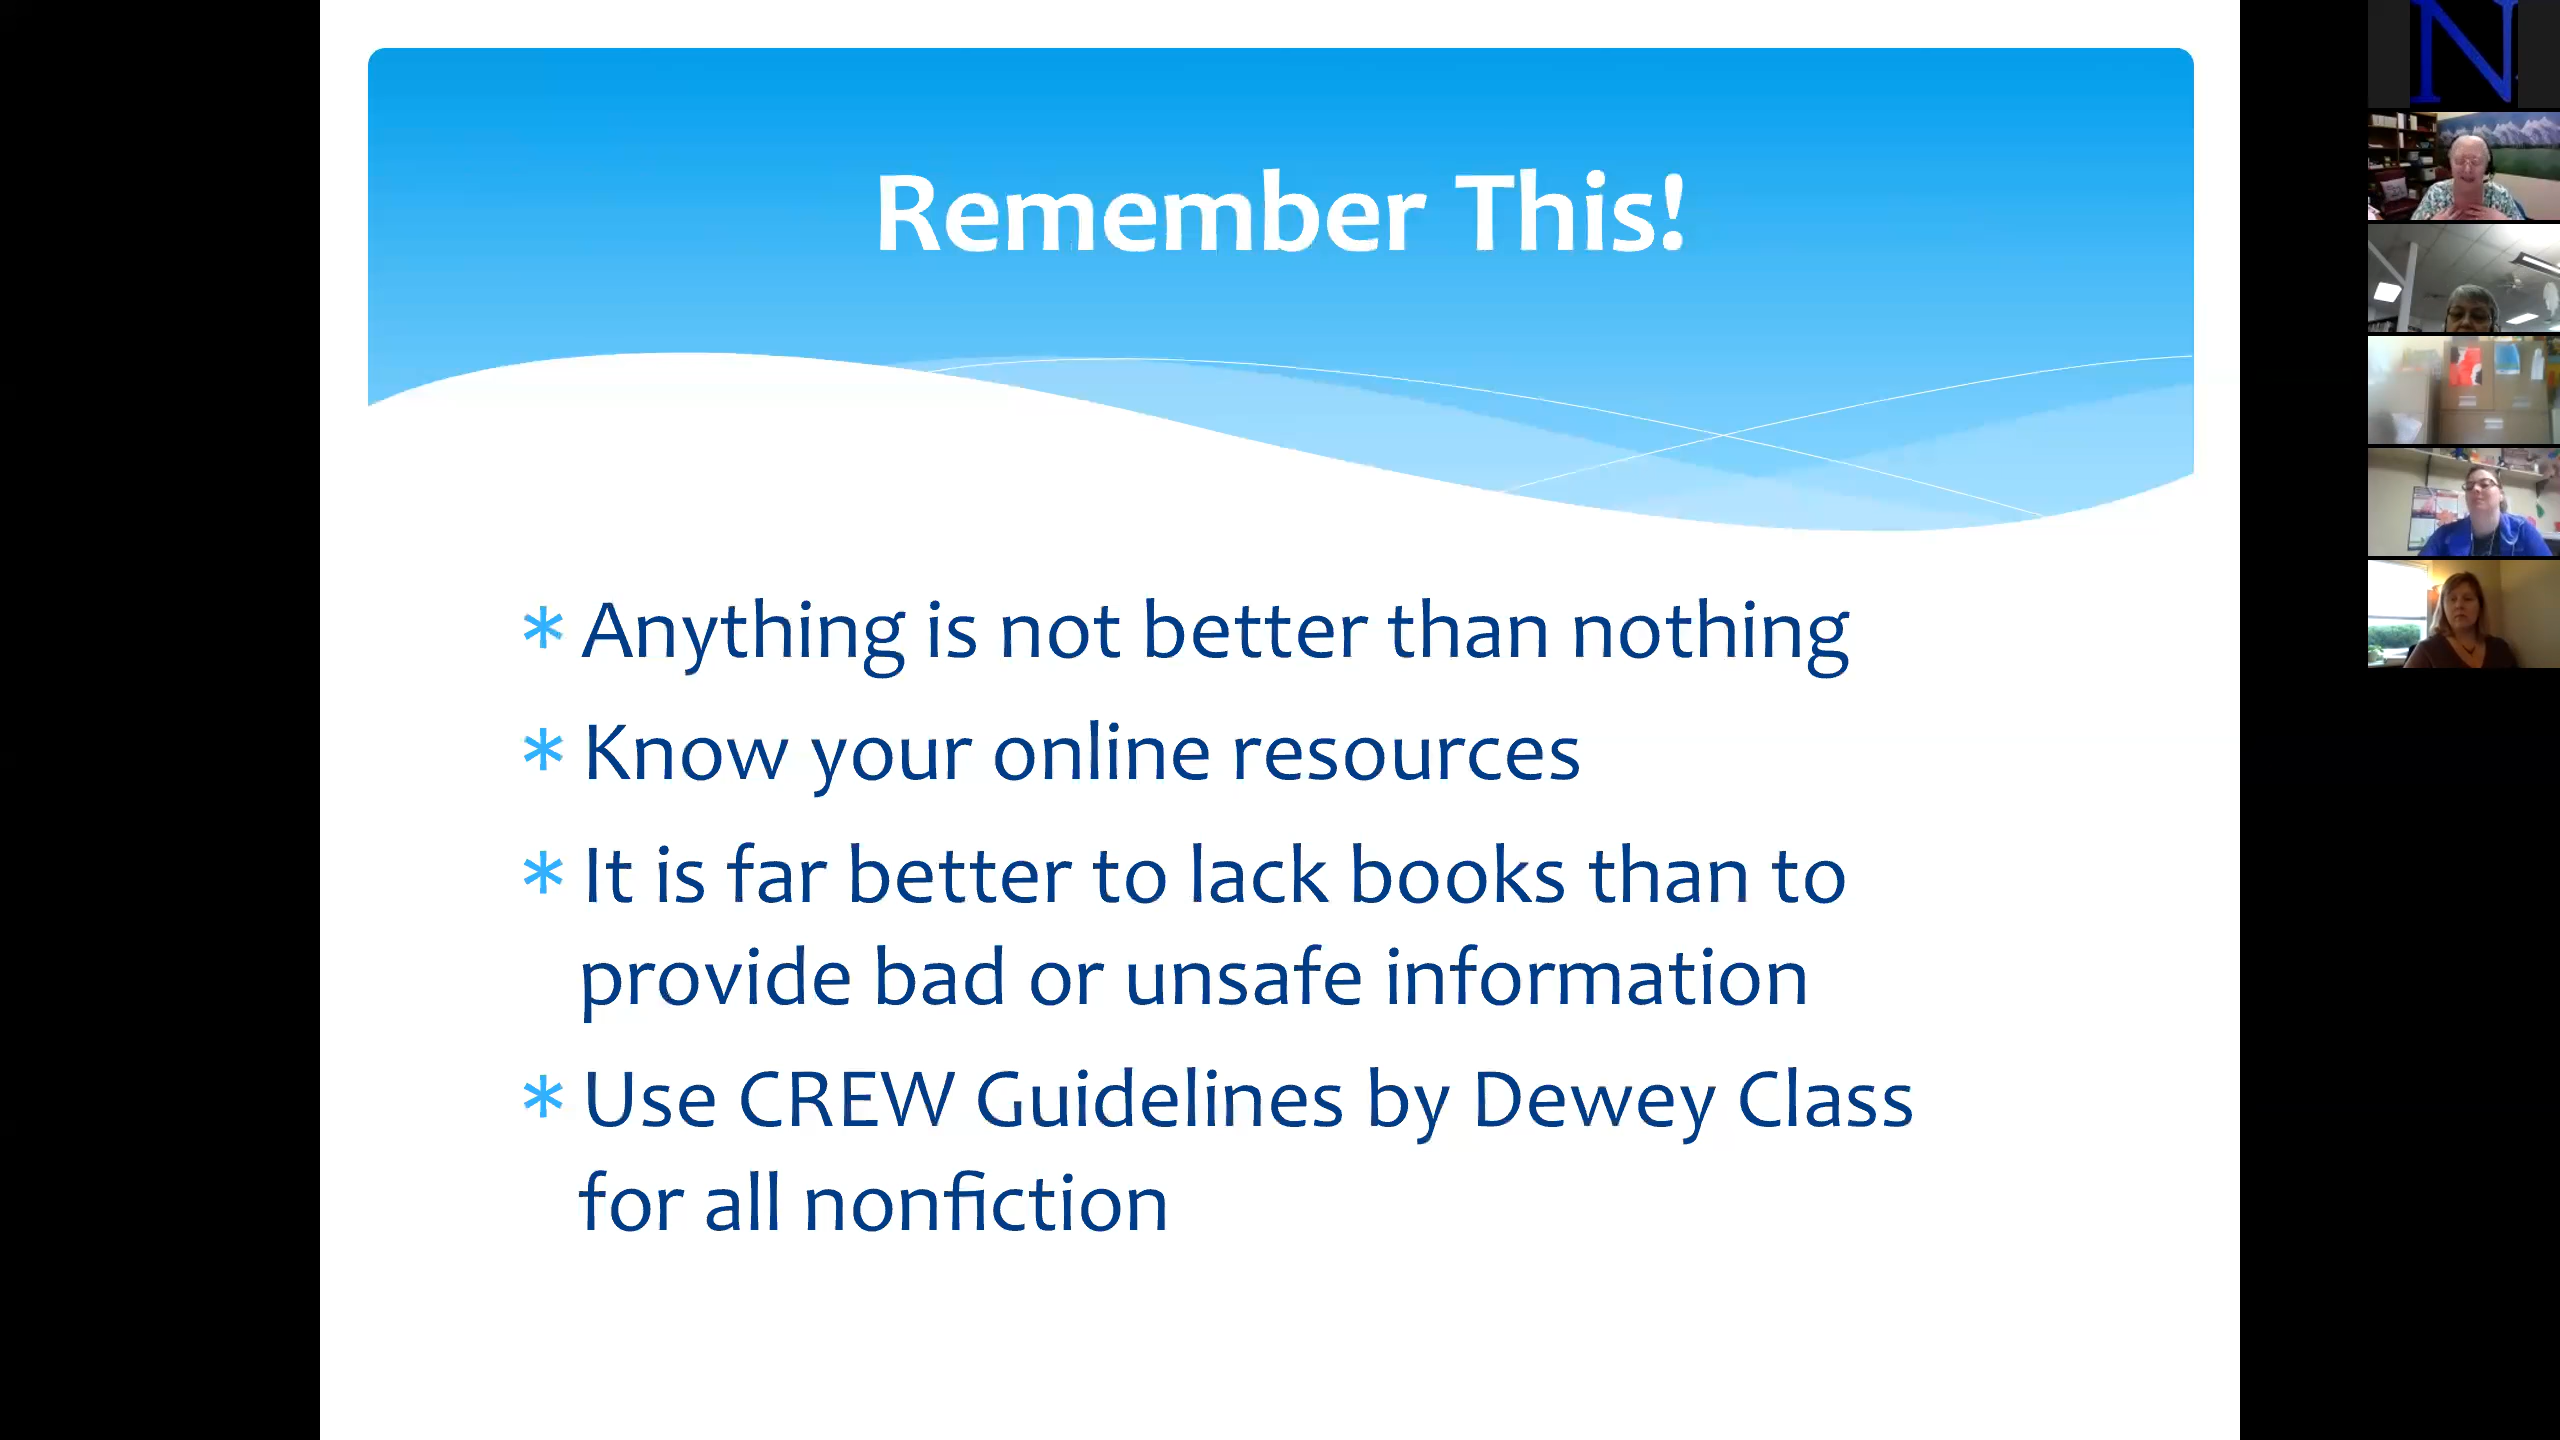 N
Remember This!
* Anything is not better than nothing
* Know your online resources
* It is far better to lack books than to
provide bad or unsafe information
* Use CREW Guidelines by Dewey Class
for all nonfiction